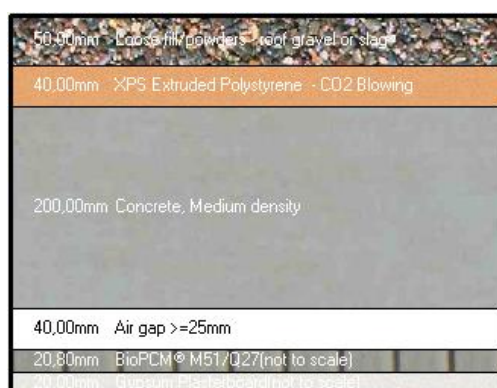 50,00mm Loose fill/powders - roof gravel or slag
40,00mm XPS Extruded Polystyrene - CO2 Blowing
200,00mm Concrete, Medium density
40,00mm Air gap >=25mm
20,80mm BioPCM® M51/Q27(not to scale)
20,00mm Gypsum Plasterboard(not to scale)